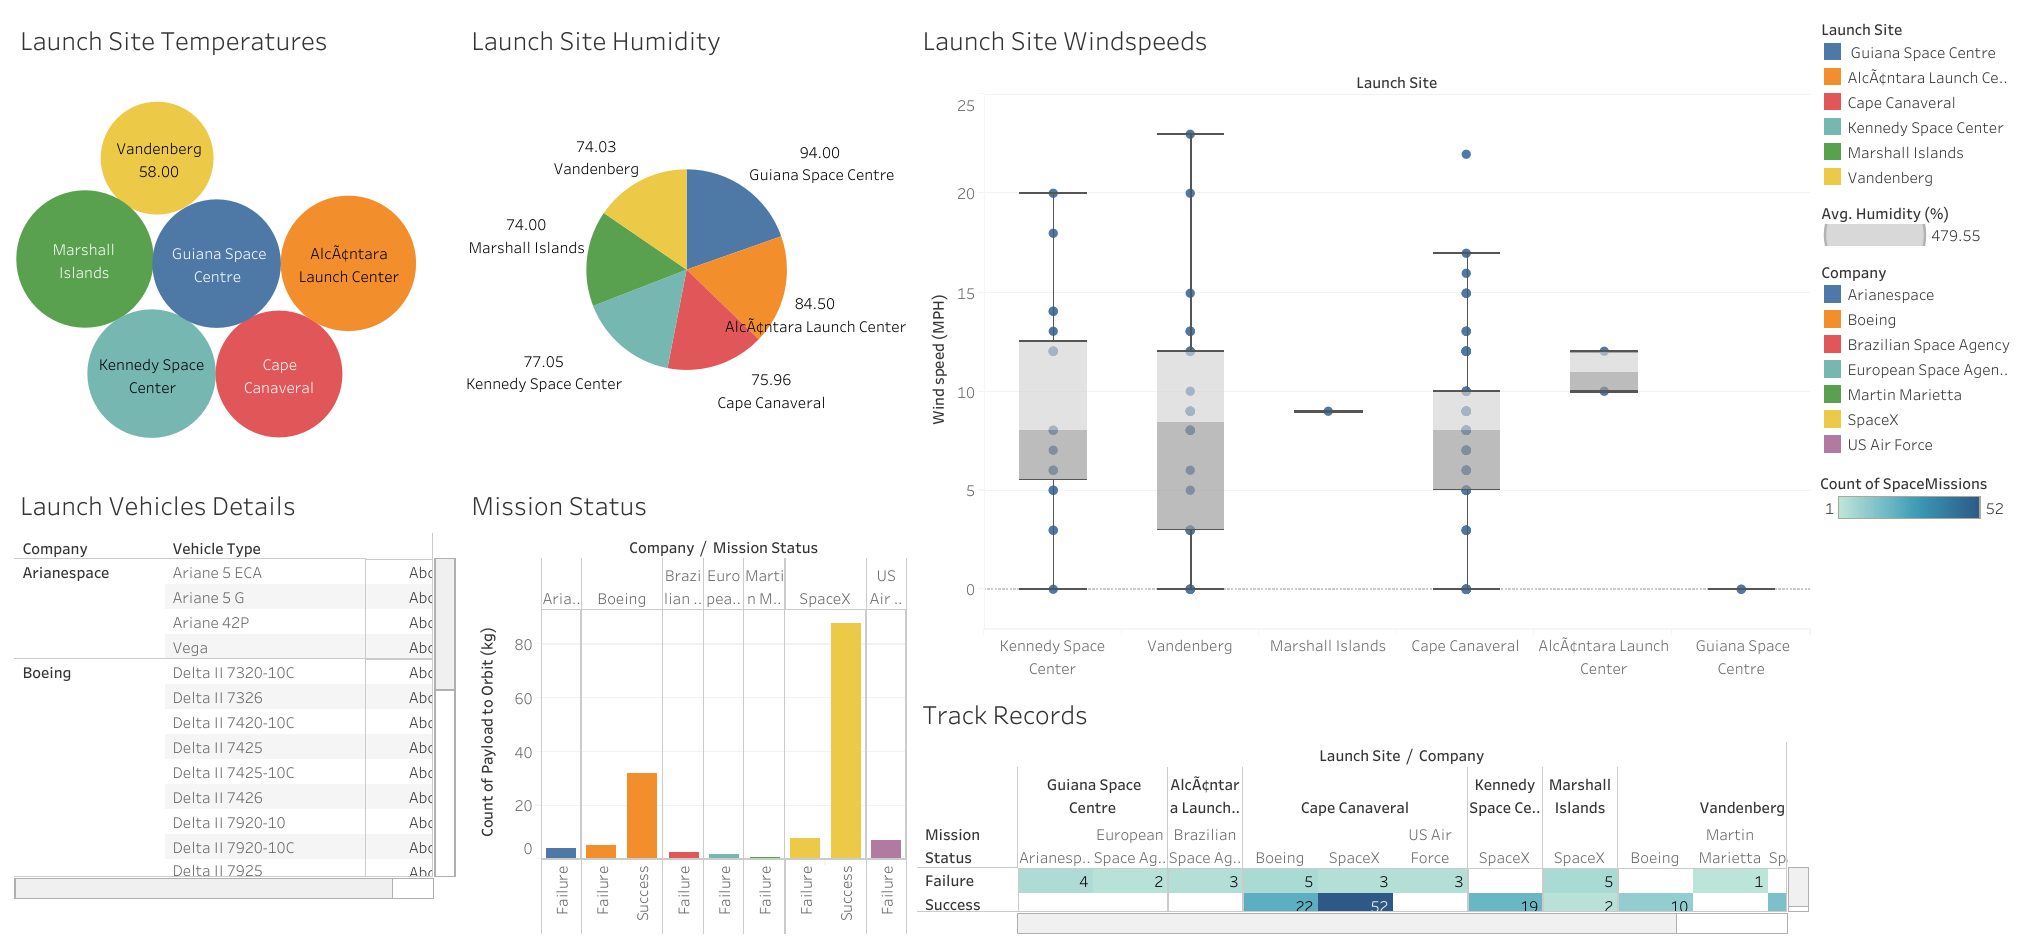 Launch Site Temperatures
Vandenberg
58.00
Marshall
Islands
Guiana Space
Centre
AlcÃ¢ntara
Launch Center
Kennedy Space
Center
Cape
Canaveral
Launch Site Humidity
74.03
Vandenberg
94.00
Guiana Space Centre
74.00
Marshall Islands
84.50
AlcÃ¢ntara Launch Center
77.05
Kennedy Space Center
75.96
Cape Canaveral
Launch Site Windspeeds
Launch Site
Wind speed (MPH)
25
20
15
10
5
0
Kennedy Space
Center
Vandenberg
Marshall Islands
Cape Canaveral
AlcÃ¢ntara Launch
Center
Guiana Space
Centre
Launch Site
Guiana Space Centre
AlcÃ¢ntara Launch Ce..
Cape Canaveral
Kennedy Space Center
Marshall Islands
Vandenberg
Avg. Humidity (%)
479.55
Company
Arianespace
Boeing
Brazilian Space Agency
European Space Agen..
Martin Marietta
SpaceX
US Air Force
Count of SpaceMissions
1 52
Launch Vehicles Details
Company Vehicle Type
Arianespace Ariane 5 ECA Abc
Ariane 5 G Abc
Ariane 42P Abc
Vega Abc
Boeing Delta II 7320-10C Abc
Delta II 7326 Abc
Delta II 7420-10C Abc
Delta II 7425 Abc
Delta II 7425-10C Abc
Delta II 7426 Abc
Delta II 7920-10 Abc
Delta II 7920-10C Abc
Delta II 7925 Abc
Mission Status
Company / Mission Status
Aria..
Boeing
Brazi
lian ..
Euro
pea..
Marti
n M..
SpaceX
US
Air ..
Count of Payload to Orbit (kg)
80
60
40
20
0
Failure
Failure
Success
Failure
Failure
Failure
Failure
Success
Failure
Track Records
Launch Site / Company
Guiana Space
Centre
AlcÃ¢ntar
a Launch..
Cape Canaveral
Kennedy
Space Ce..
Marshall
Islands
Vandenberg
Mission
Status
Arianesp..
European
Space Ag..
Brazilian
Space Ag..
Boeing
SpaceX
US Air
Force
SpaceX
SpaceX
Boeing
Martin
Marietta
Sp
Failure 4 2 3 5 3 3 5 1
Success 22 52 19 2 10